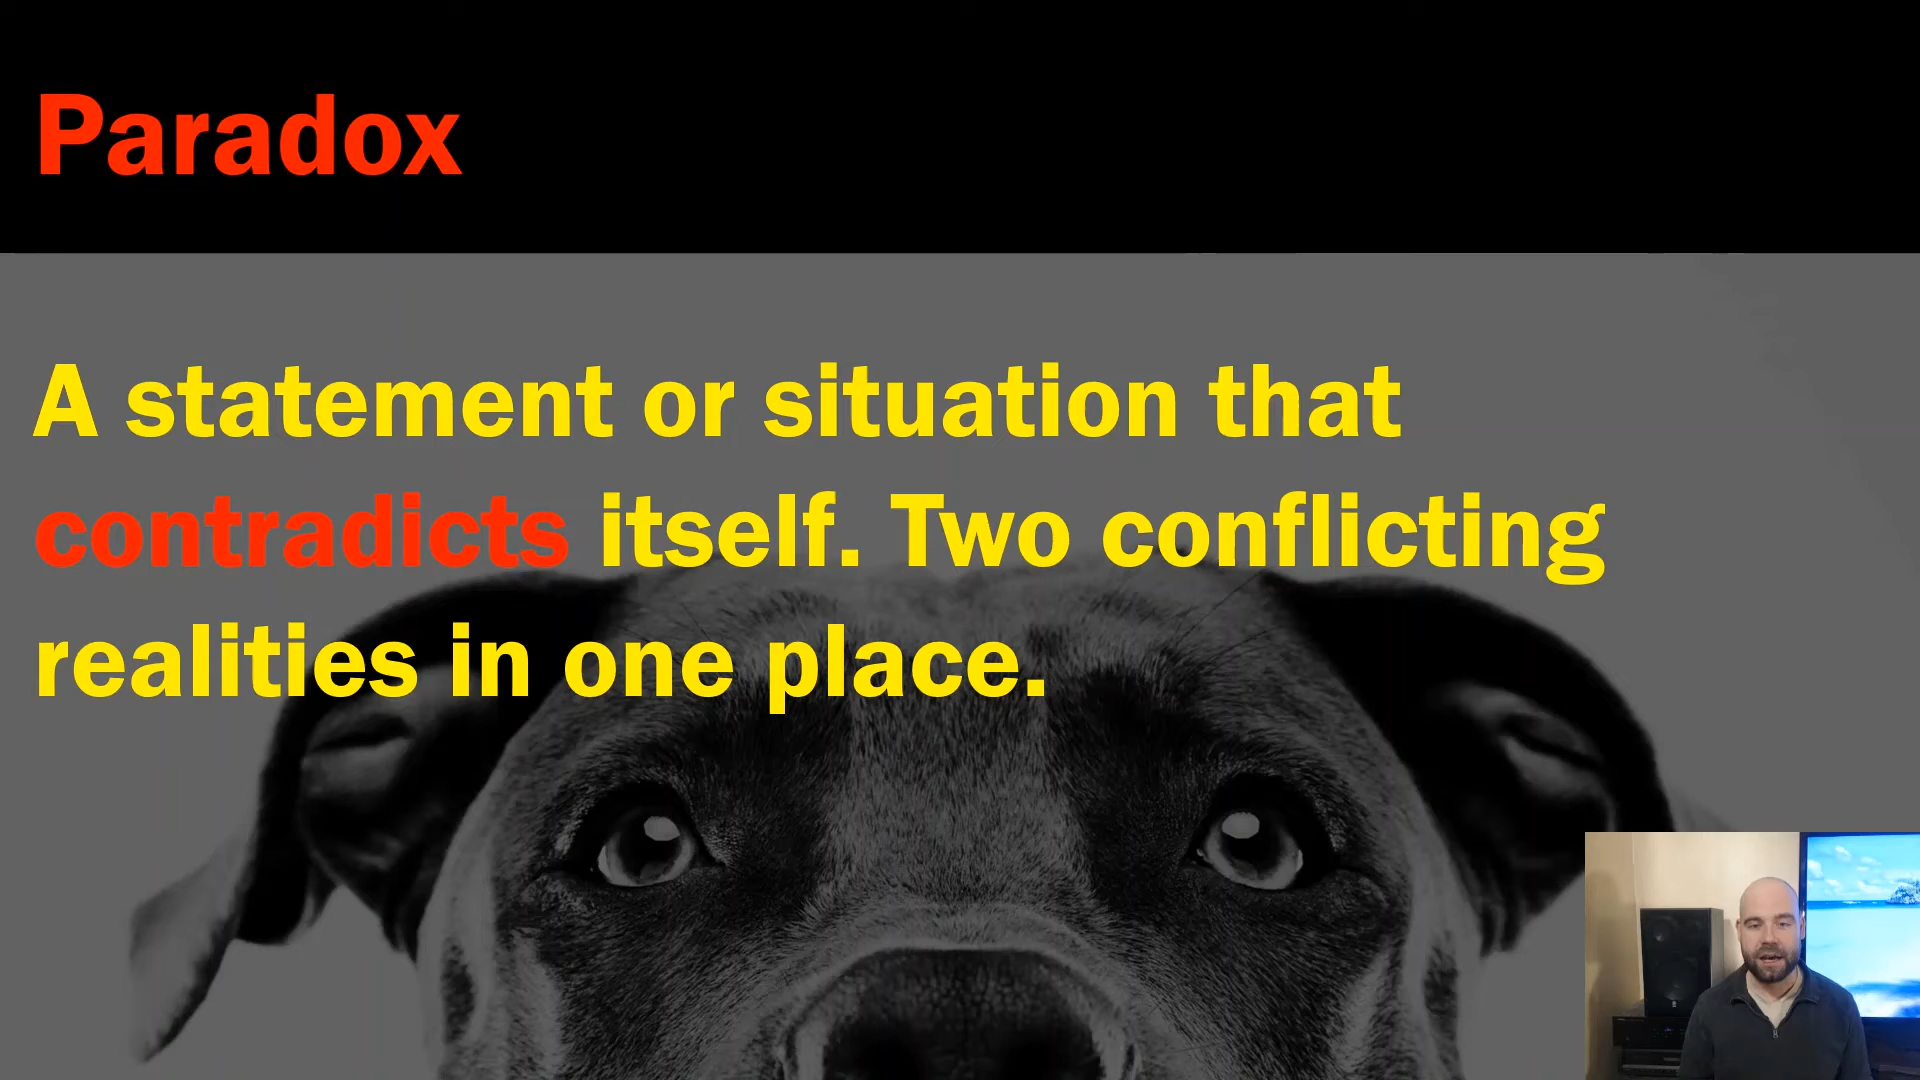 Paradox
A statement or situation that
contradicts itself. Two conflicting
realities in one place.